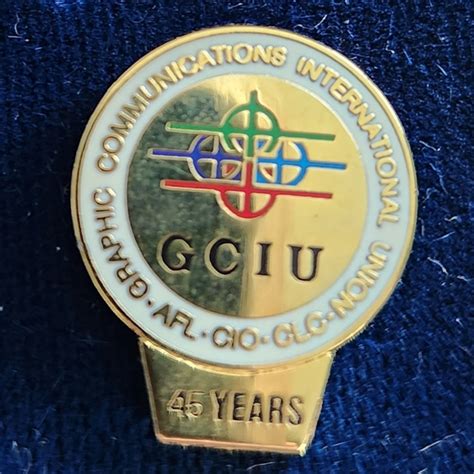 GRAPHIC COMMUNICATIONS INTERNATIONAL UNION
·AFL·CIO·CLC·
GCIU
45 YEARS